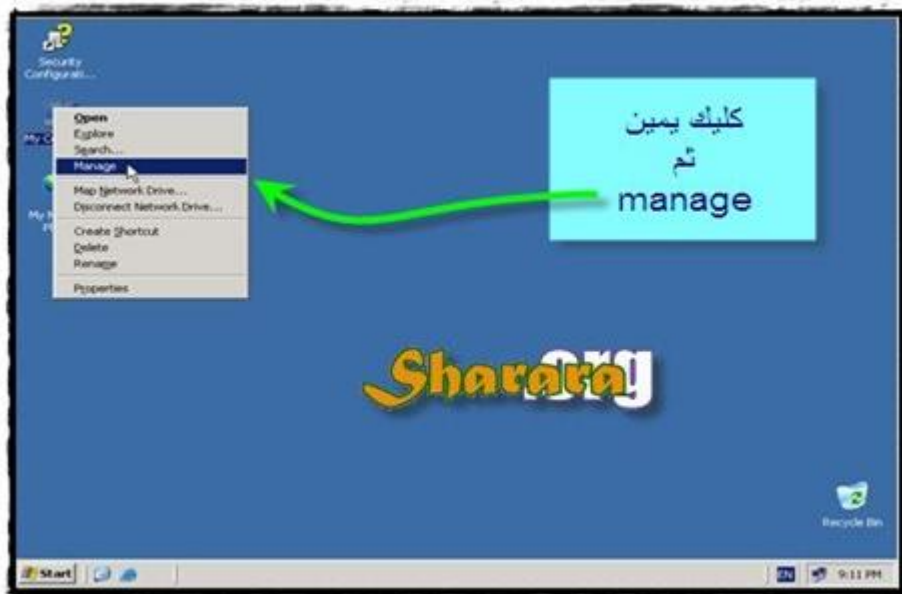 Security
Configurati...
My C
Open
Explore
Search...
Manage
Map Network Drive...
Disconnect Network Drive...
Create Shortcut
Delete
Rename
Properties
كليك يمين
ثم
manage
Sharara.org
Recycle Bin
Start
EN
9:11 PM